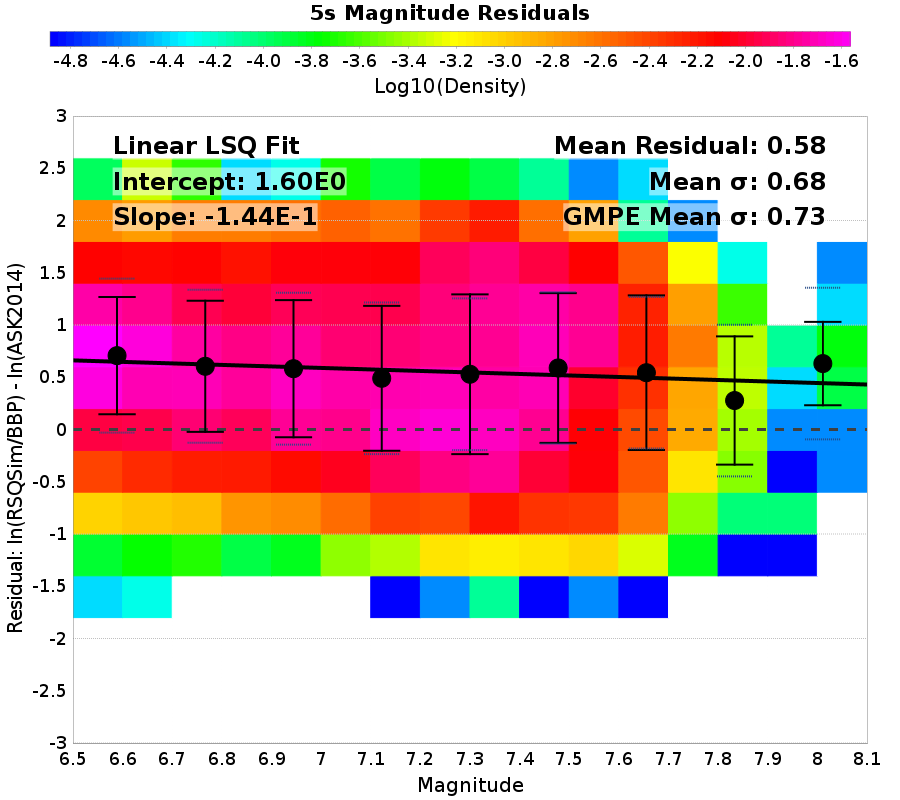 5s Magnitude Residuals
-4.8 -4.6 -4.4 -4.2 -4.0 -3.8 -3.6 -3.4 -3.2 -3.0 -2.8 -2.6 -2.4 -2.2 -2.0 -1.8 -1.6
Log10(Density)
Linear LSQ Fit
Intercept: 1.60E0
Slope: -1.44E-1
Mean Residual: 0.58
Mean σ: 0.68
GMPE Mean σ: 0.73
Residual: ln(RSQSim/BBP) - ln(ASK2014)
3
2.5
2
1.5
1
0.5
0
-0.5
-1
-1.5
-2
-2.5
-3
6.5 6.6 6.7 6.8 6.9 7 7.1 7.2 7.3 7.4 7.5 7.6 7.7 7.8 7.9 8 8.1
Magnitude